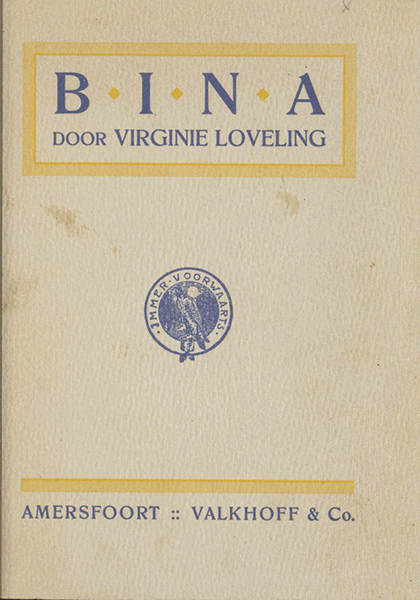 B · I · N · A
DOOR VIRGINIE LOVELING
IMMER-VOORWAARTS
AMERSFOORT :: VALKHOFF & Co.